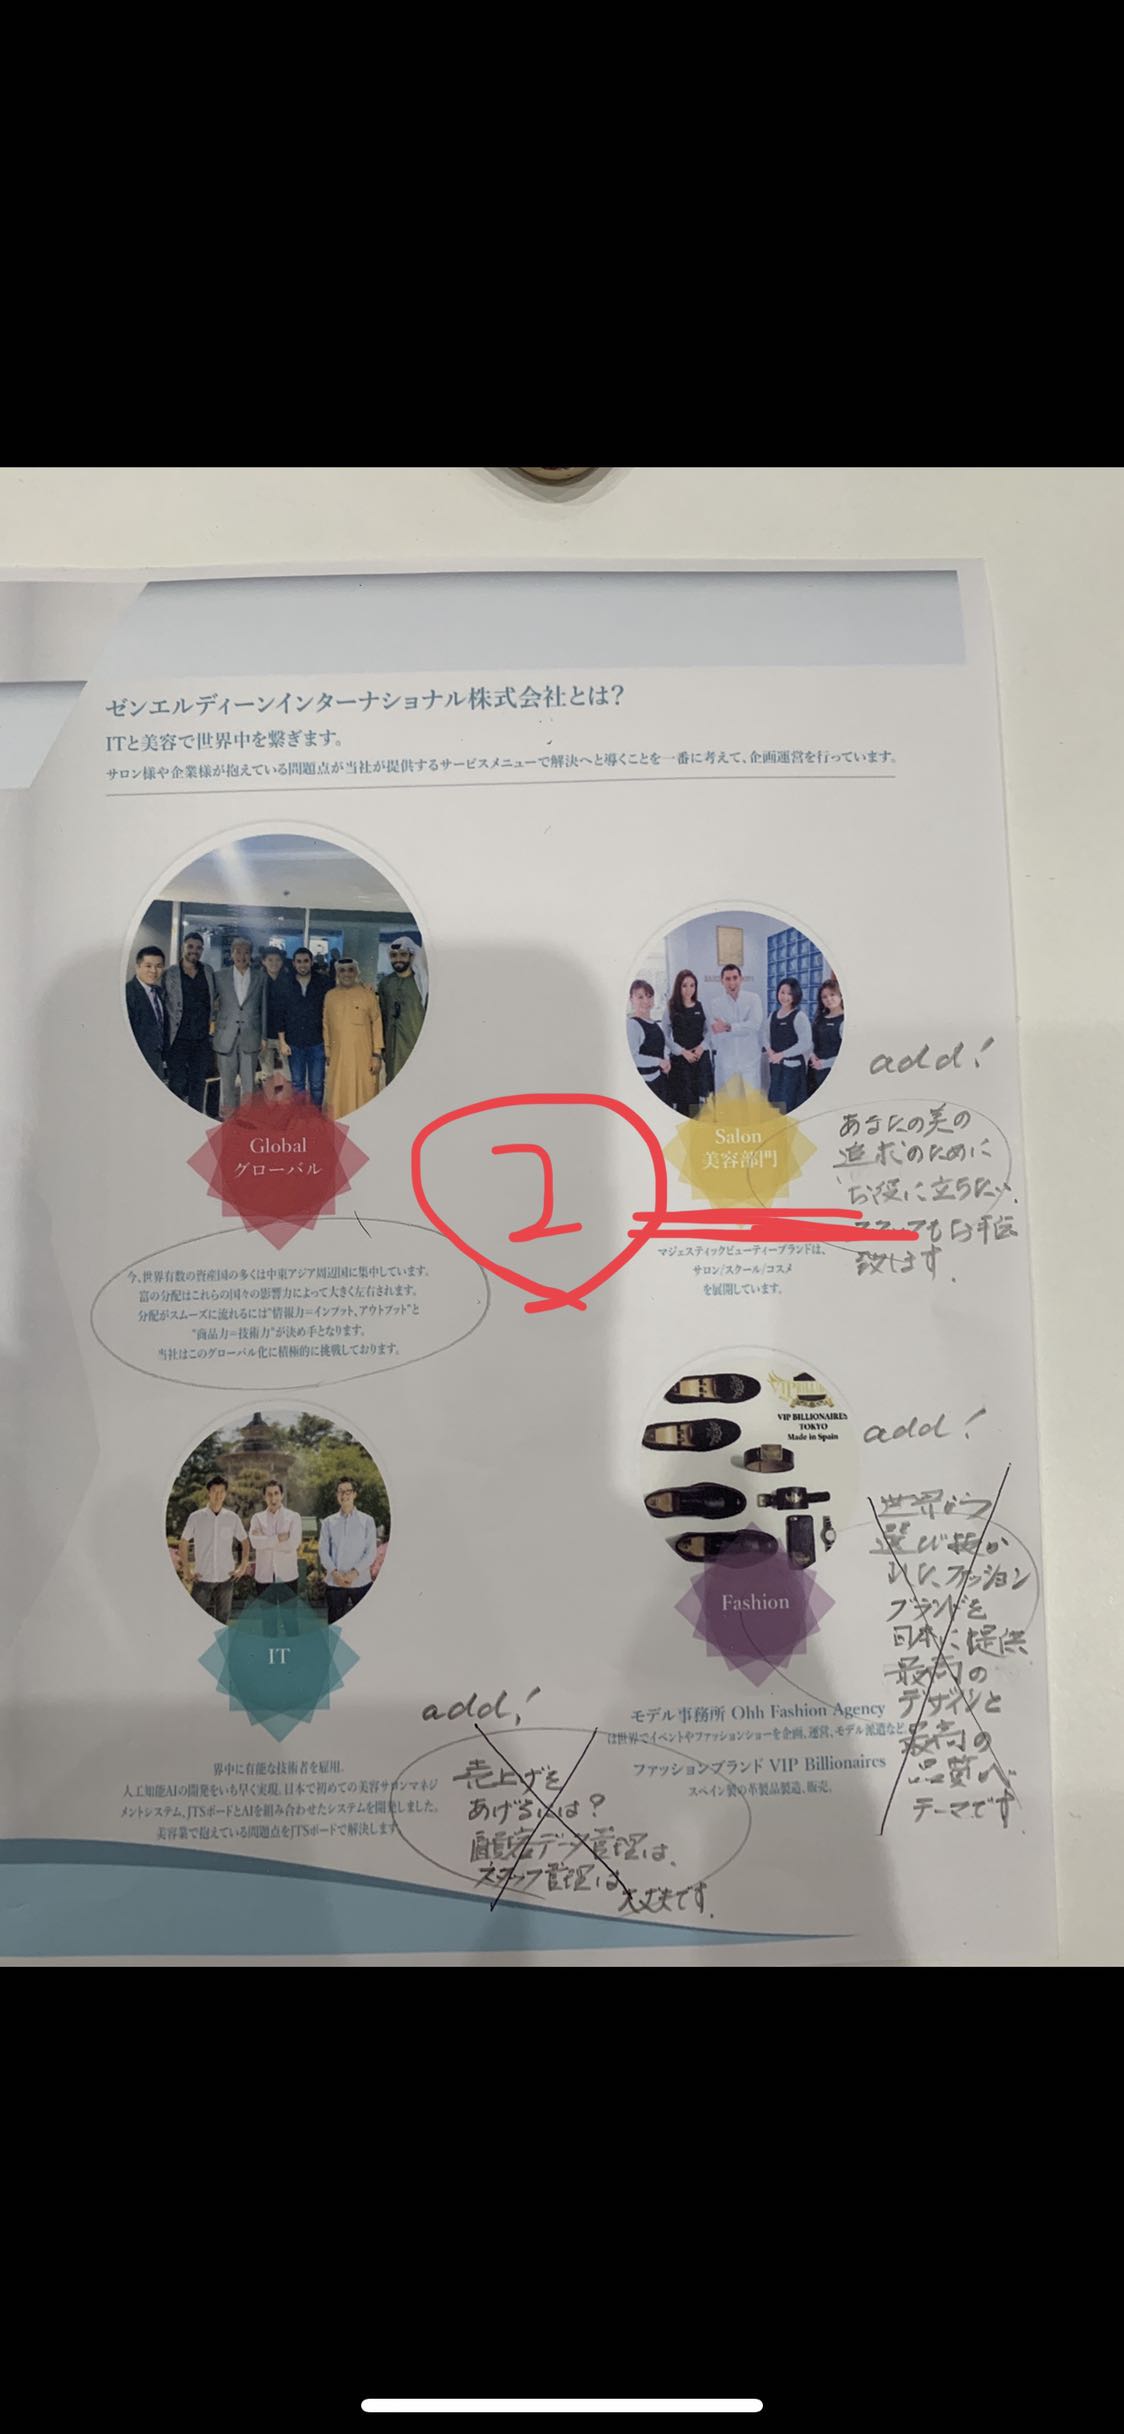 ゼンエルディーンインターナショナル株式会社とは？
ITと美容で世界中を繋ぎます。
サロン様や企業様が抱えている問題点が当社が提供するサービスメニューで解決へと導くことを一番に考えて、企画運営を行っています。
Global
グローバル
今、世界有数の資産国の多くは中東アジア周辺国に集中しています。
富の分配はこれらの国々の影響力によって大きく左右されます。
分配がスムーズに流れるには"情報力=インプット、アウトプット"と
"商品力=技術力"が決め手となります。
当社はこのグローバル化に積極的に挑戦しております。
Salon
美容部門
マジェスティックビューティーブランドは、
サロン/スクール/コスメ
を展開しています。
add!
あなたの美の
追求のために
お役に立ちたい
も お手伝
致します。
IT
界中に有能な技術者を雇用。
人工知能AIの開発をいち早く実現。日本で初めての美容サロンマネジ
メントシステム、JTSボードとAIを組み合わせたシステムを開発しました。
美容業で抱えている問題点をJTSボードで解決します。
add!
売上げを
あげるには？
顧客データ管理は、
スタッフ管理は
大丈夫です。
VIP BILLIONAIRES
TOKYO
Made in Spain
Fashion
モデル事務所 Ohh Fashion Agency
は世界でイベントやファッションショーを企画、運営、モデル派遣など。
ファッションブランド VIP Billionaires
スペイン製の革製品製造、販売。
add!
世界から
選び抜か
れた、ファッション
ブランドを
日本に提供
最高の
デザインと
最高の
品質が
テーマです